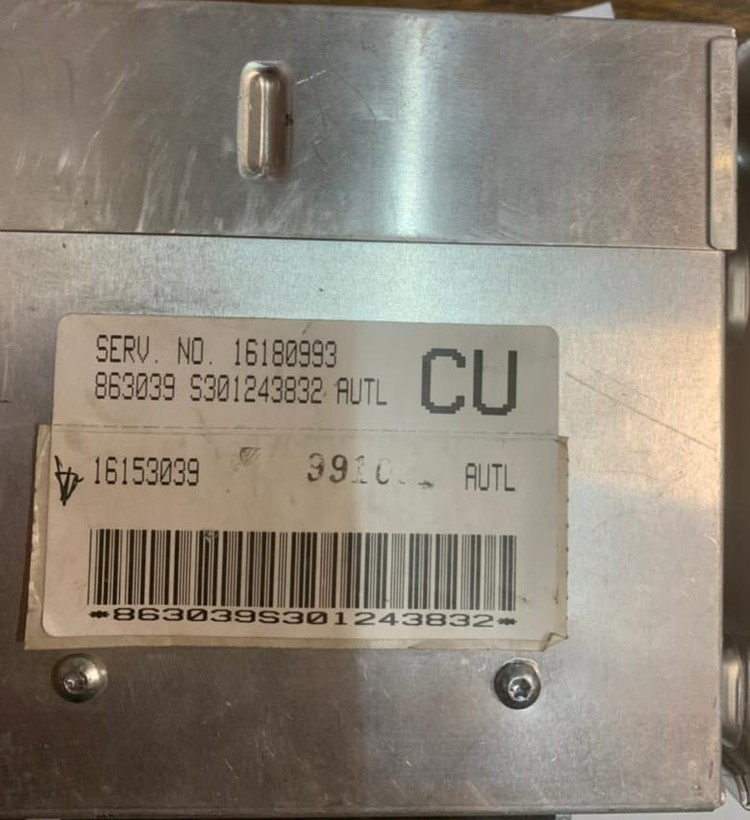 SERV. NO. 16180993
863039 S301243832 AUTL
CU
16153039 AUTL
*863039S301243832*